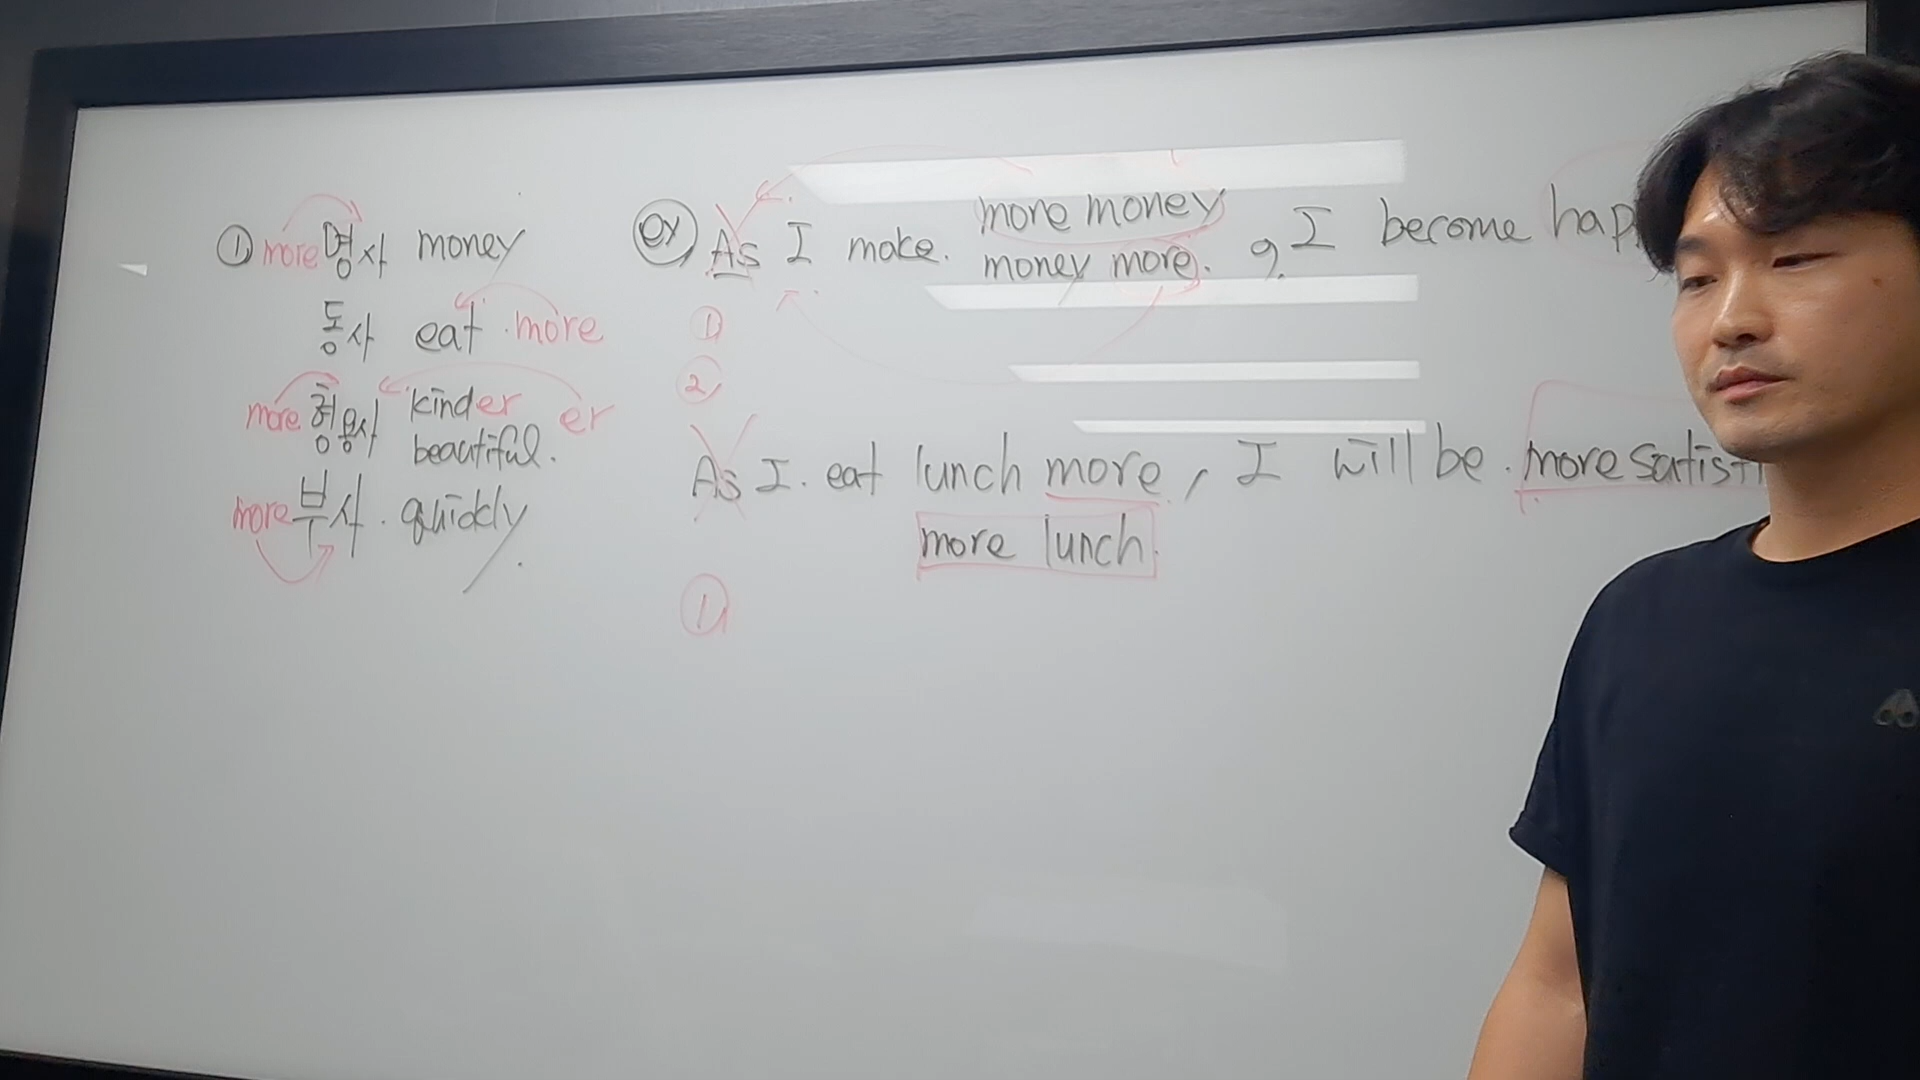 ① more 명사 money
동사 eat more
more 형용사 kinder er
beautiful.
more 부사. quickly
ex) As I make. more money, I become hap
money more.
①
②
As I. eat lunch more, I will be. more satisf
more lunch.
①